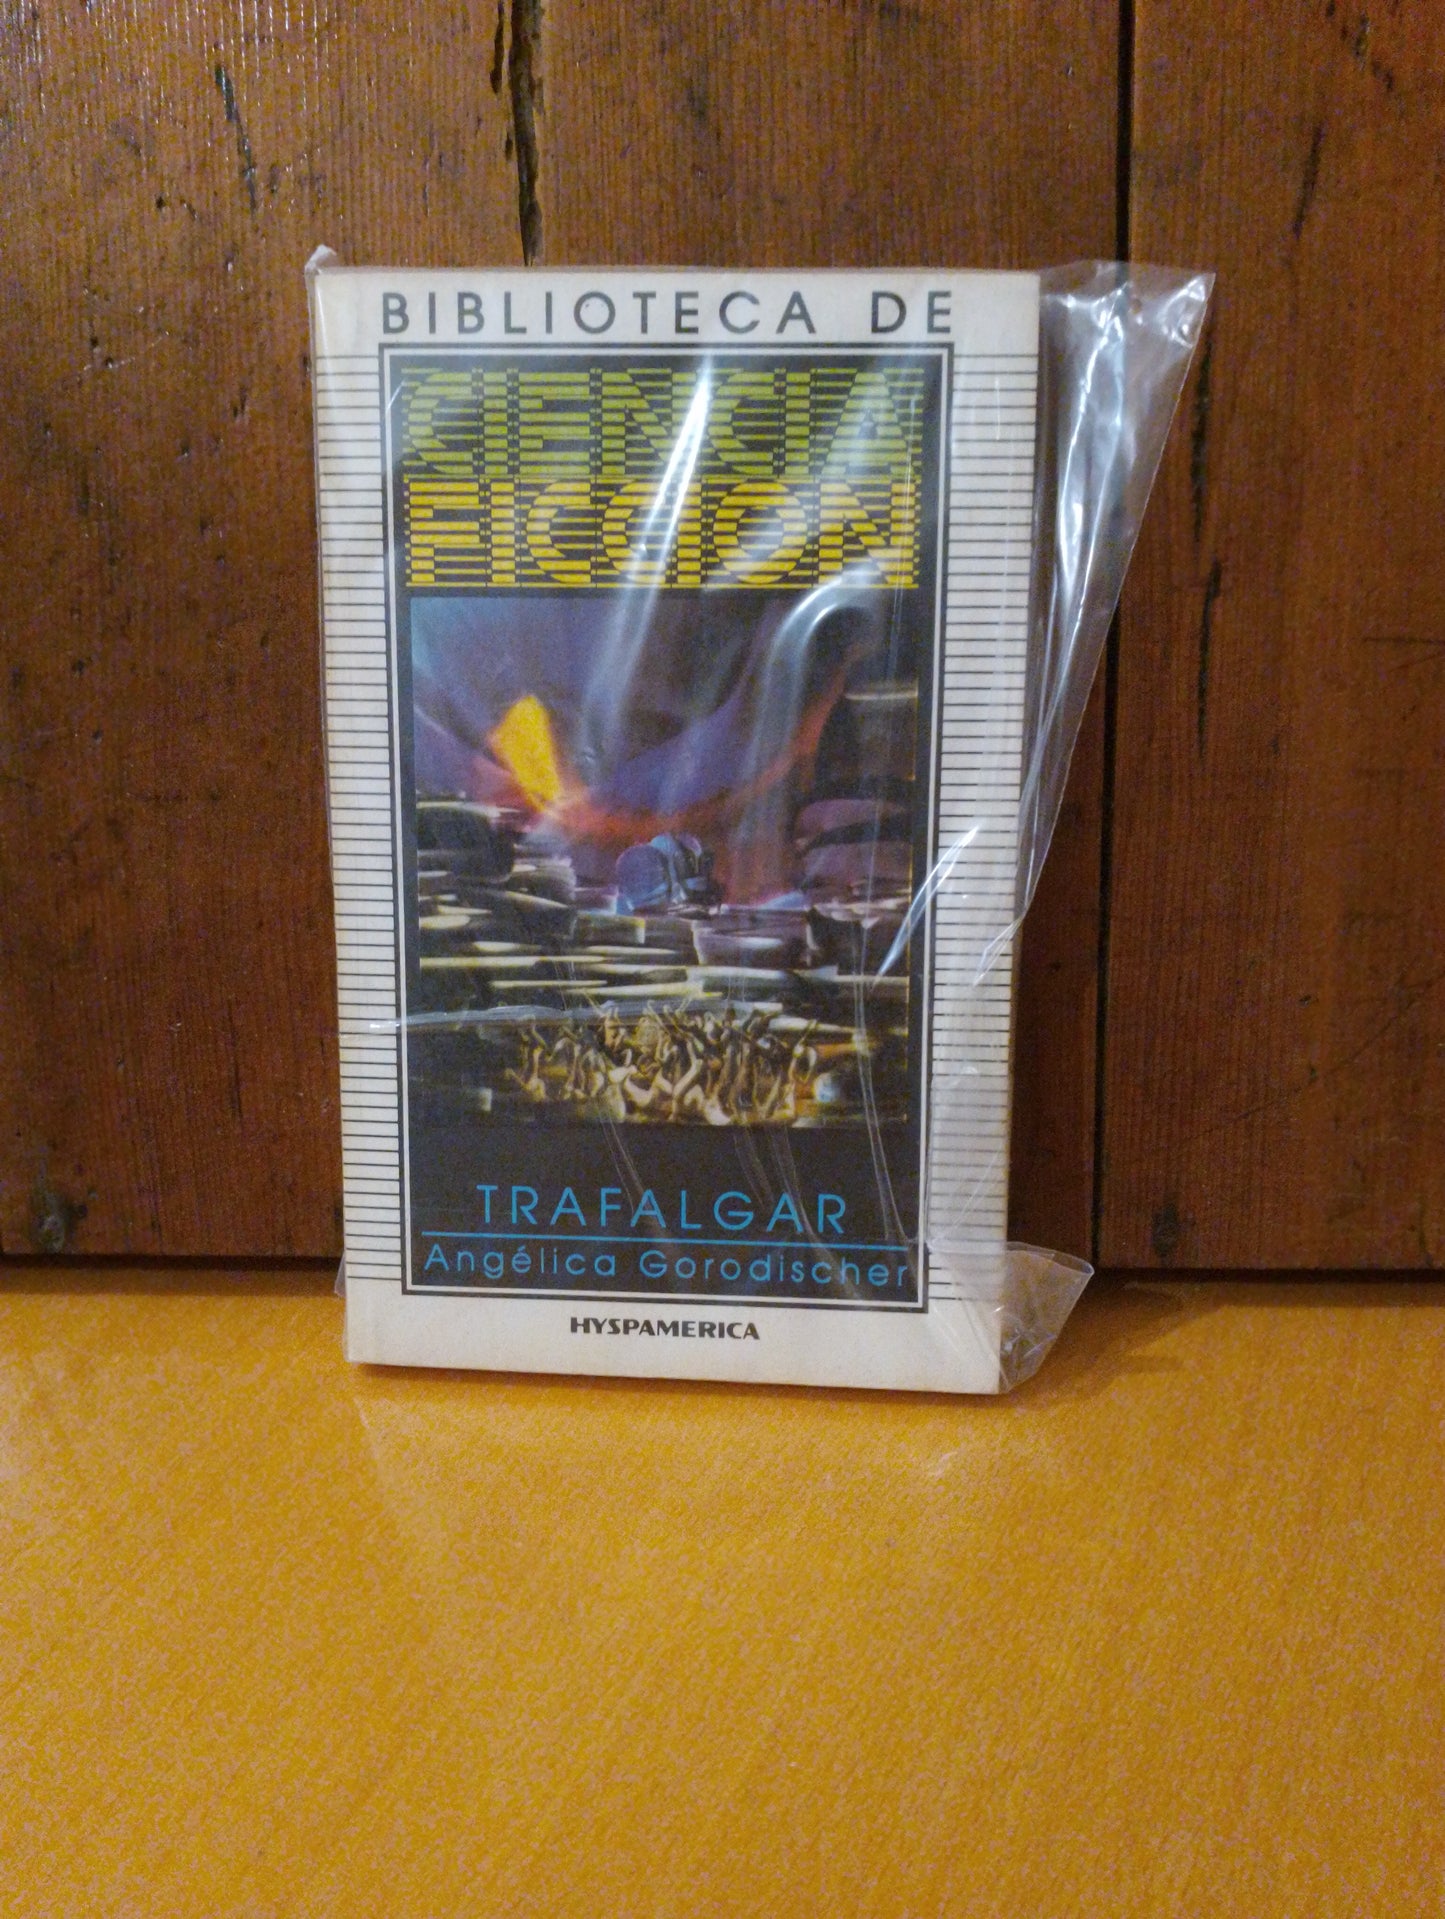 BIBLIOTECA DE
CIENCIA
FICCION
TRAFALGAR
Angélica Gorodischer
HYSPAMERICA